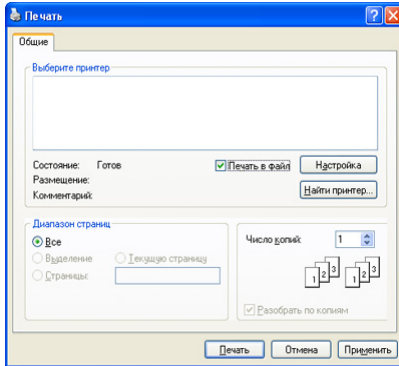 Печать
Общие
Выберите принтер
Состояние: Готов
Печать в файл
Настройка
Размещение:
Комментарий:
Найти принтер...
Диапазон страниц
Все
Выделение
Текущую страницу
Страницы:
Число копий: 1
1 2 3 1 2 3
Разобрать по копиям
Печать
Отмена
Применить